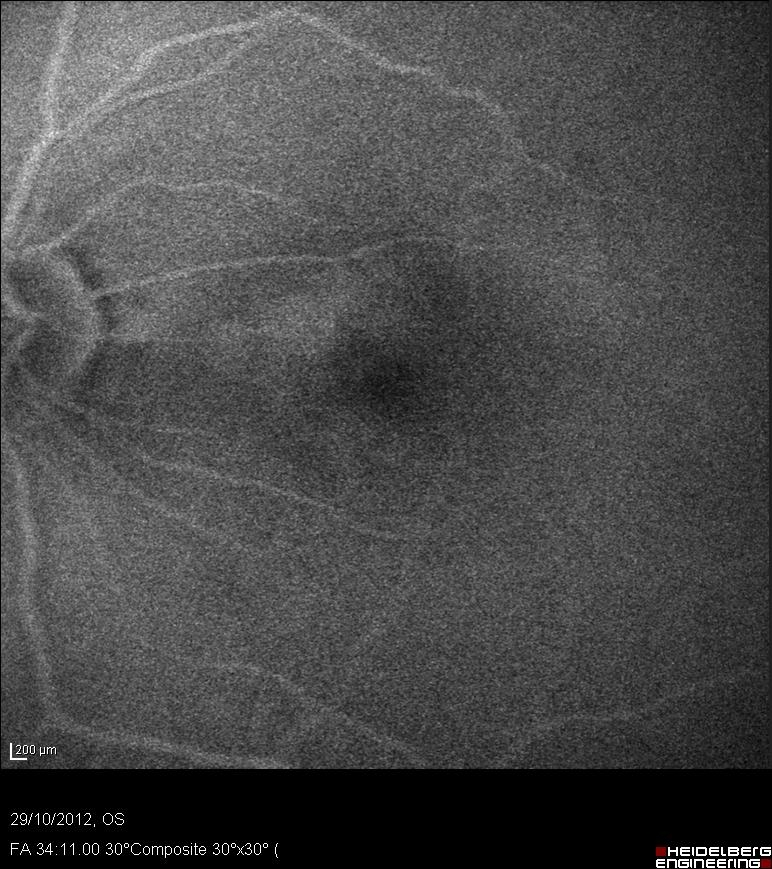 200 µm
29/10/2012, OS
FA 34:11.00 30°Composite 30°x30° (
HEIDELBERG
ENGINEERING